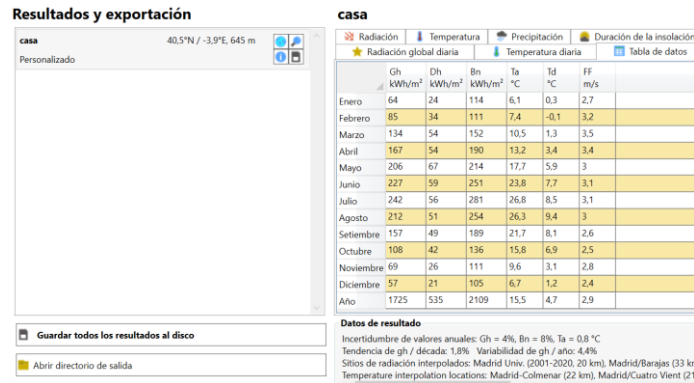 Resultados y exportación
casa 40,5°N / -3,9°E, 645 m
Personalizado
Guardar todos los resultados al disco
Abrir directorio de salida
casa
Radiación Temperatura Precipitación Duración de la insolación
Radiación global diaria Temperatura diaria Tabla de datos
Gh Dh Bn Ta Td FF
kWh/m² kWh/m² kWh/m² °C °C m/s
Enero 64 24 114 6,1 0,3 2,7
Febrero 85 34 111 7,4 -0,1 3,2
Marzo 134 54 152 10,5 1,3 3,5
Abril 167 54 190 13,2 3,4 3,4
Mayo 206 67 214 17,7 5,9 3
Junio 227 59 251 23,8 7,7 3,1
Julio 242 56 281 26,8 8,5 3,1
Agosto 212 51 254 26,3 9,4 3
Setiembre 157 49 189 21,7 8,1 2,6
Octubre 108 42 136 15,8 6,9 2,5
Noviembre 69 26 111 9,6 3,1 2,8
Diciembre 57 21 105 6,7 1,2 2,4
Año 1725 535 2109 15,5 4,7 2,9
Datos de resultado
Incertidumbre de valores anuales: Gh = 4%, Bn = 8%, Ta = 0,8 °C
Tendencia de gh / década: 1,8% Variabilidad de gh / año: 4,4%
Sitios de radiación interpolados: Madrid Univ. (2001-2020, 20 km), Madrid/Barajas (33 km
Temperature interpolation locations: Madrid-Colmenar (22 km), Madrid/Cuatro Vient (21